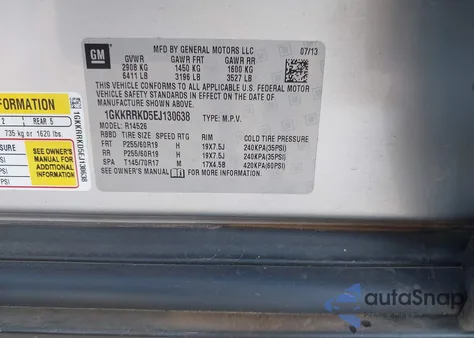 GM
MFD BY GENERAL MOTORS LLC 07/13
GVWR GAWR FRT GAWR RR
2908 KG 1450 KG 1600 KG
6411 LB 3196 LB 3527 LB
THIS VEHICLE CONFORMS TO ALL APPLICABLE U.S. FEDERAL MOTOR
VEHICLE SAFETY STANDARDS IN EFFECT ON THE DATE OF
MANUFACTURE SHOWN ABOVE.
1GKKRRKD5EJ130638 TYPE: M.P.V.
MODEL: R14526
RBBD TIRE SIZE SPEED RTG RIM COLD TIRE PRESSURE
FRT P255/60R19 H 19X7.5J 240KPA(35PSI)
RR P255/60R19 H 19X7.5J 240KPA(35PSI)
SPA T145/70R17 M 17X4.5B 420KPA(60PSI)
SEE OWNER'S MANUAL FOR MORE INFORMATION.
FORMATION
2 REAR 5
735 kg or 1620 lbs.
SURE
SEE OWNER'S
MANUAL FOR
ADDITIONAL
INFORMATION
1GKKRRKD5EJ130638
autoSnap